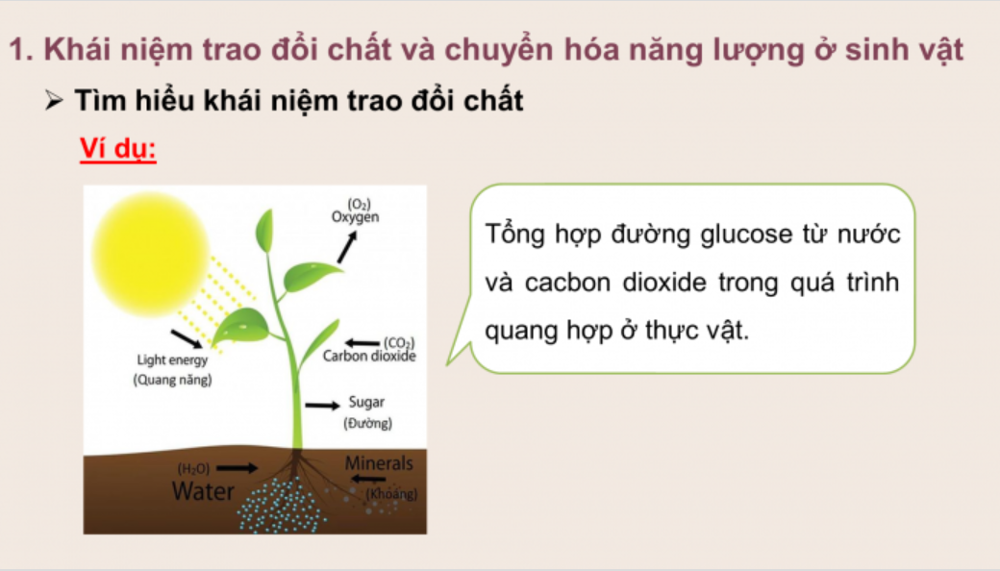 1. Khái niệm trao đổi chất và chuyển hóa năng lượng ở sinh vật
➢ Tìm hiểu khái niệm trao đổi chất
Ví dụ:
(O₂)
Oxygen
Tổng hợp đường glucose từ nước
và cacbon dioxide trong quá trình
quang hợp ở thực vật.
(CO₂)
Carbon dioxide
Light energy
(Quang năng)
Sugar
(Đường)
(H₂O)
Water
Minerals
(Khoáng)